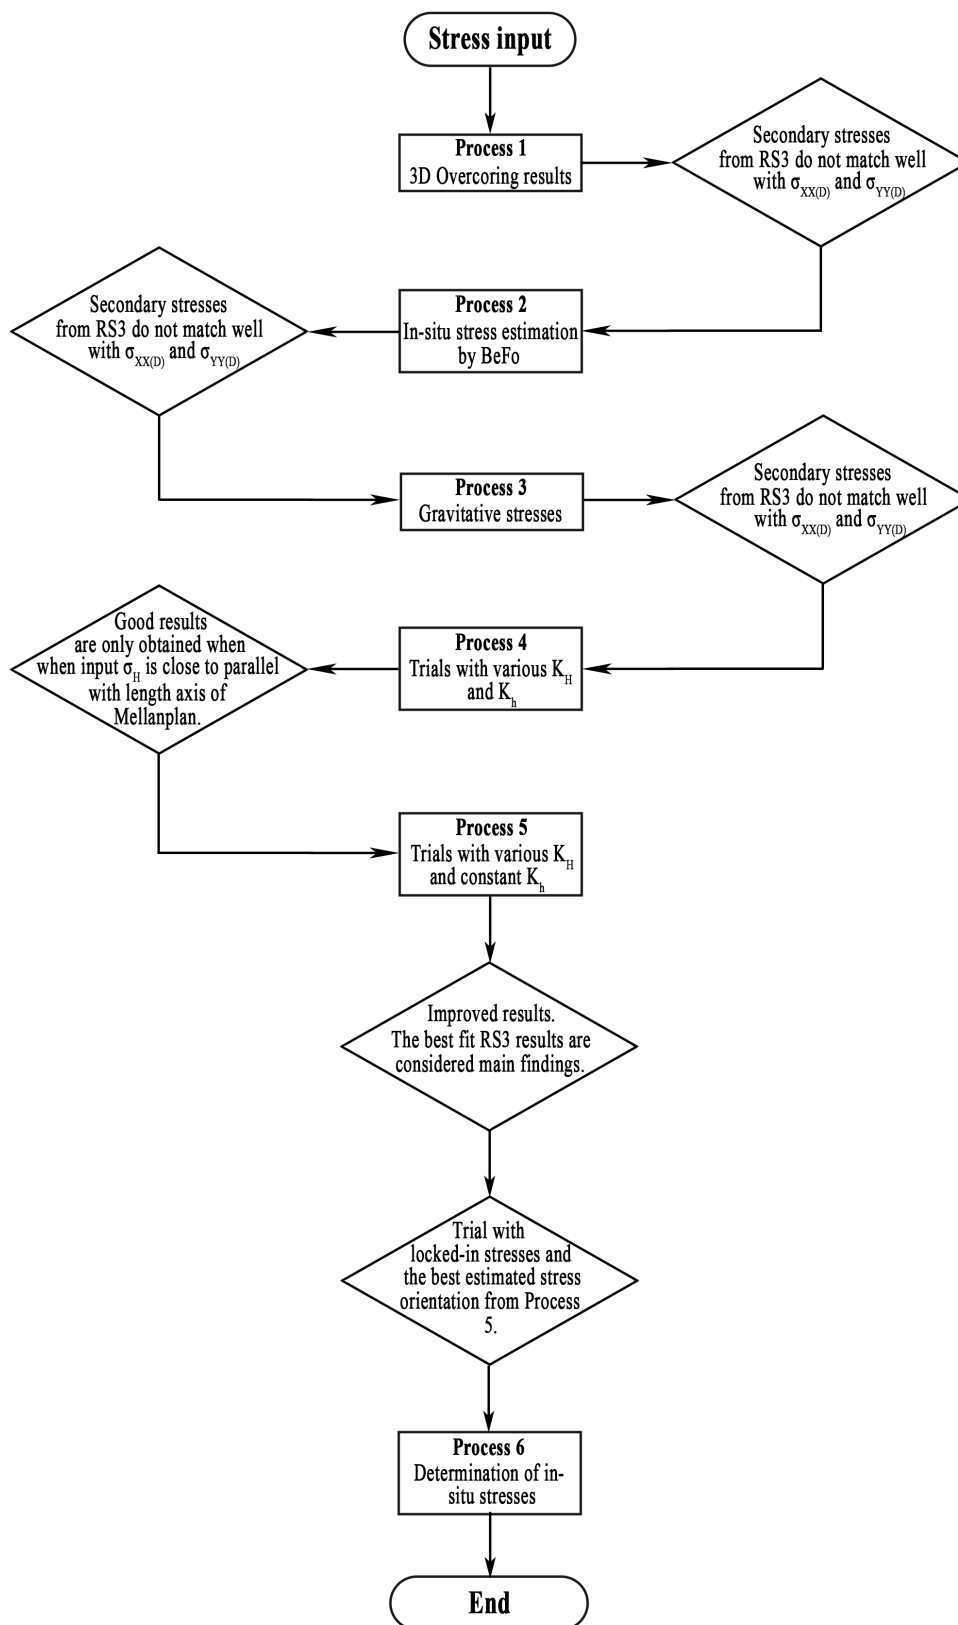 Stress input
Process 1
3D Overcoring results
Secondary stresses
from RS3 do not match well
with σXX(D) and σYY(D)
Process 2
In-situ stress estimation
by BeFo
Secondary stresses
from RS3 do not match well
with σXX(D) and σYY(D)
Process 3
Gravitative stresses
Secondary stresses
from RS3 do not match well
with σXX(D) and σYY(D)
Process 4
Trials with various KH
and Kh
Good results
are only obtained when
when input σH is close to parallel
with length axis of
Mellanplan.
Process 5
Trials with various KH
and constant Kh
Improved results.
The best fit RS3 results are
considered main findings.
Trial with
locked-in stresses and
the best estimated stress
orientation from Process
5.
Process 6
Determination of in-
situ stresses
End